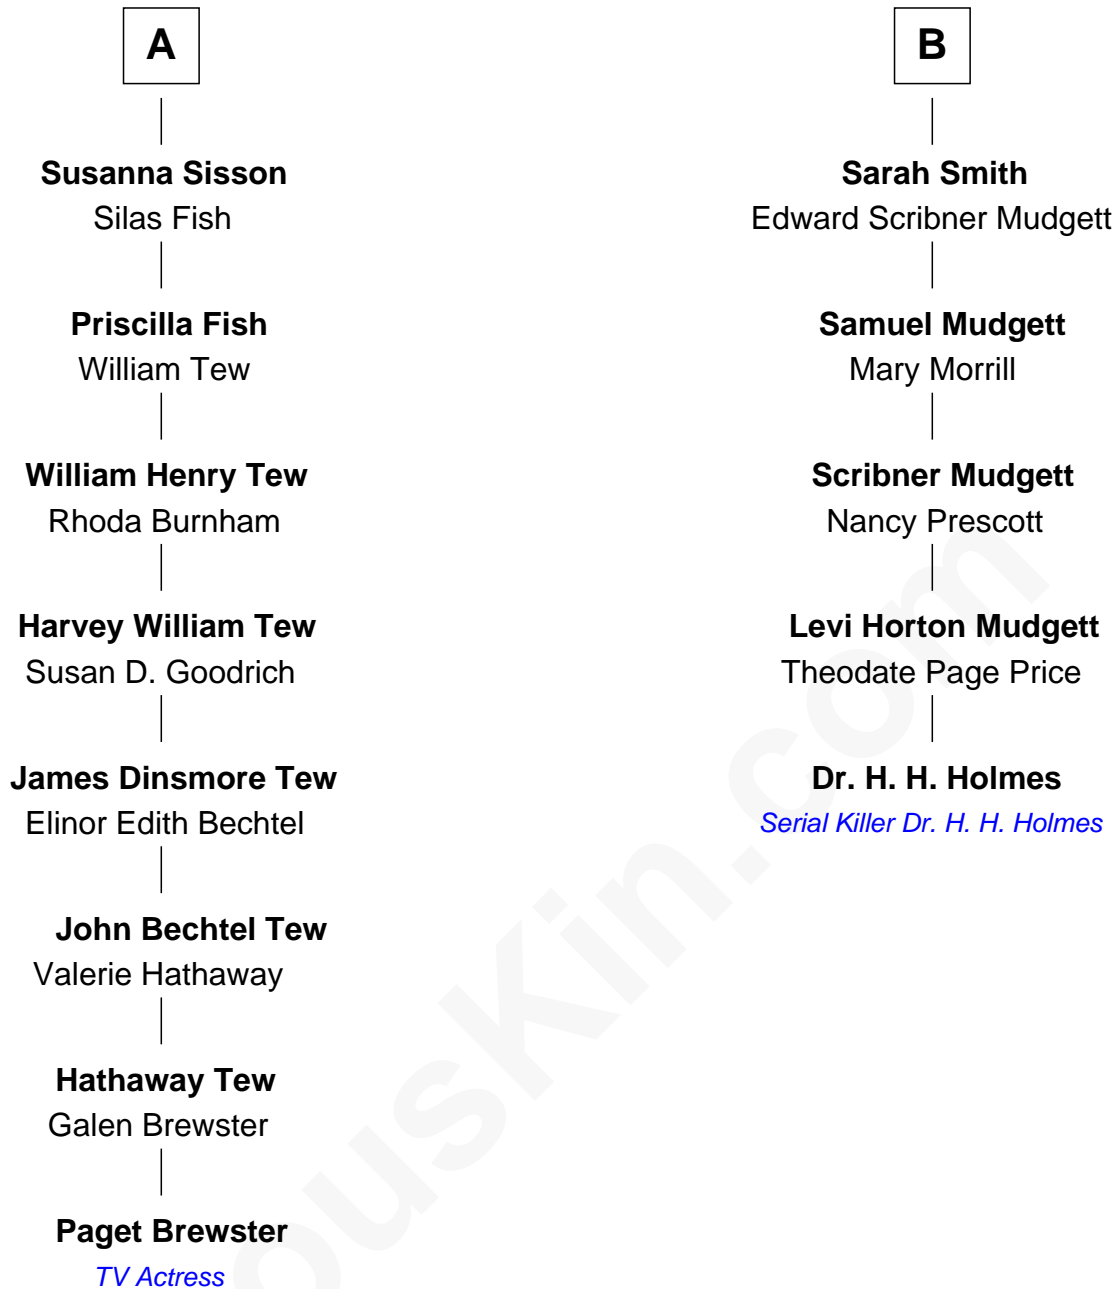 A
Susanna Sisson
Silas Fish
Priscilla Fish
William Tew
William Henry Tew
Rhoda Burnham
Harvey William Tew
Susan D. Goodrich
James Dinsmore Tew
Elinor Edith Bechtel
John Bechtel Tew
Valerie Hathaway
Hathaway Tew
Galen Brewster
Paget Brewster
TV Actress
B
Sarah Smith
Edward Scribner Mudgett
Samuel Mudgett
Mary Morrill
Scribner Mudgett
Nancy Prescott
Levi Horton Mudgett
Theodate Page Price
Dr. H. H. Holmes
Serial Killer Dr. H. H. Holmes
ousKin.com